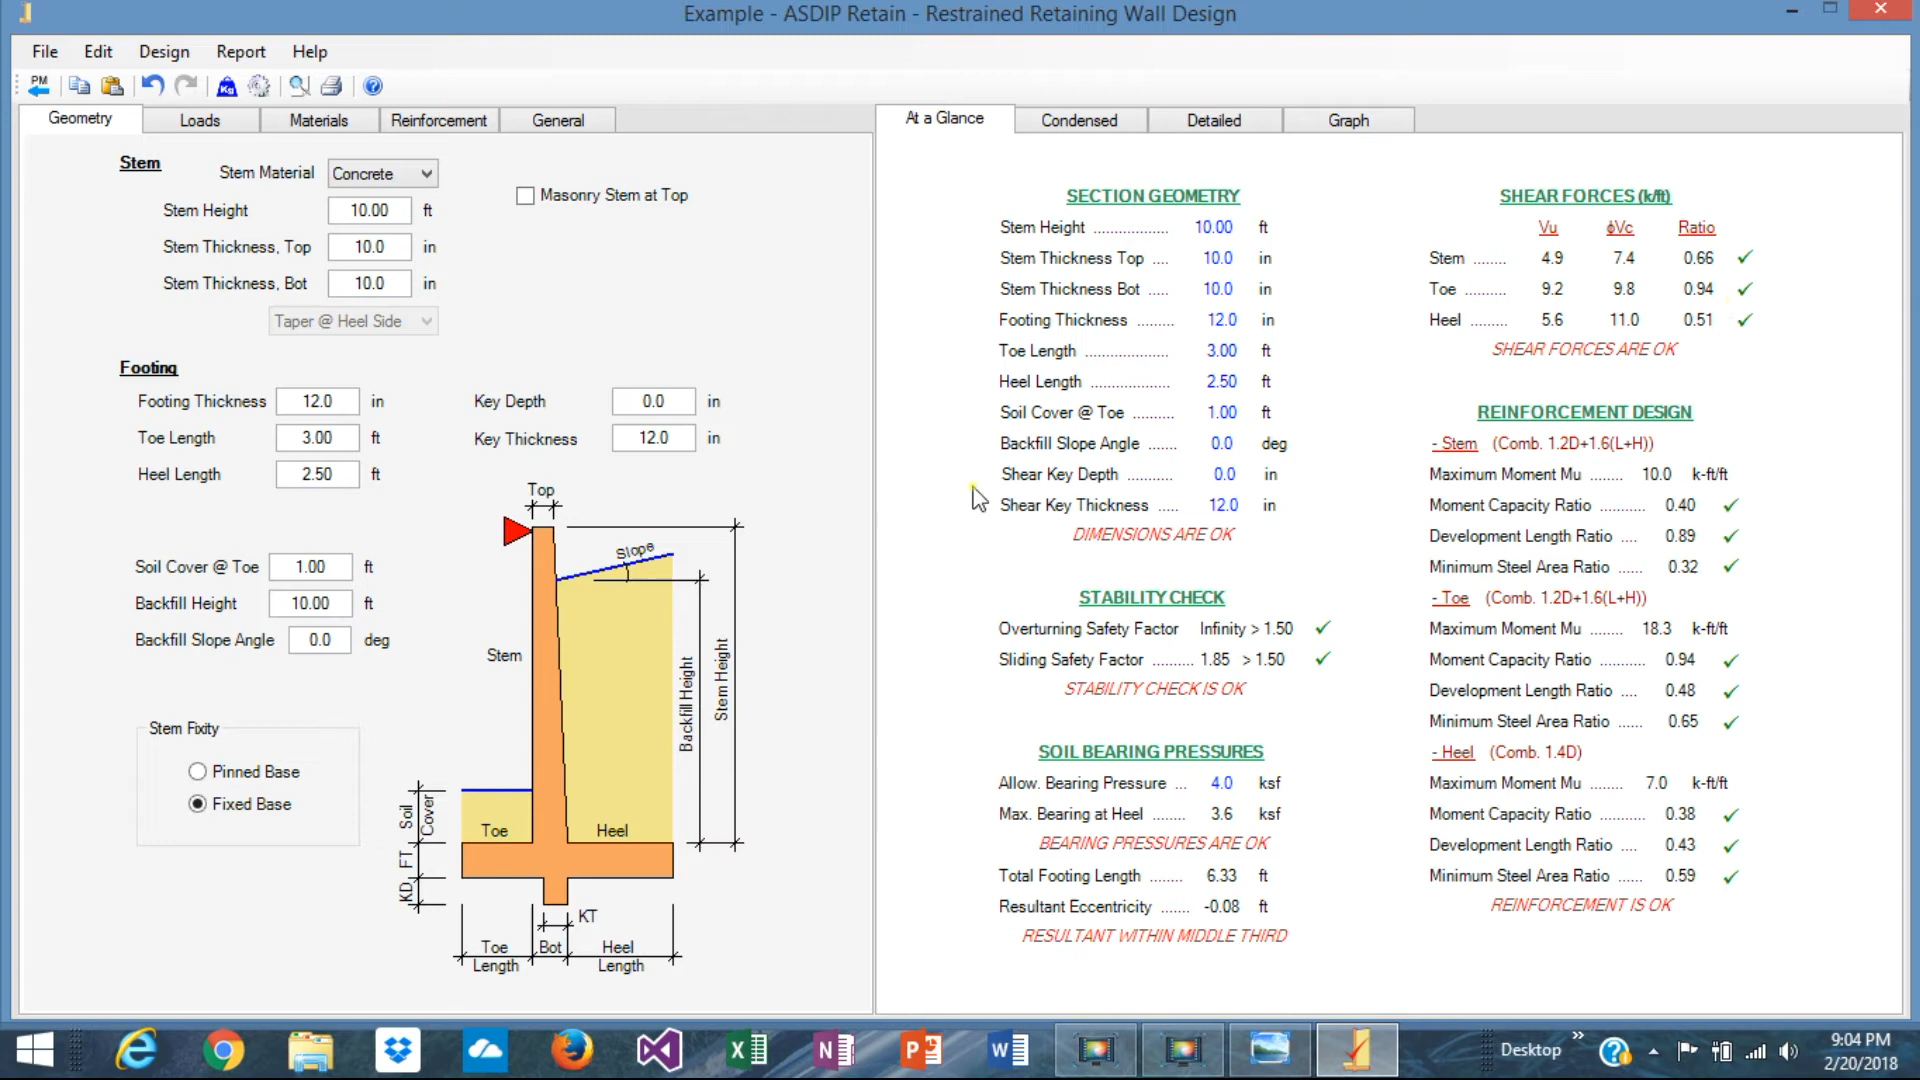 Example - ASDIP Retain - Restrained Retaining Wall Design
File Edit Design Report Help
PM Kg
Geometry Loads Materials Reinforcement General
Stem
Stem Material Concrete
Masonry Stem at Top
Stem Height 10.00 ft
Stem Thickness, Top 10.0 in
Stem Thickness, Bot 10.0 in
Taper @ Heel Side
Footing
Footing Thickness 12.0 in
Key Depth 0.0 in
Toe Length 3.00 ft
Key Thickness 12.0 in
Heel Length 2.50 ft
Soil Cover @ Toe 1.00 ft
Backfill Height 10.00 ft
Backfill Slope Angle 0.0 deg
Stem Fixity
Pinned Base
Fixed Base
Top
Slope
Stem
Backfill Height
Stem Height
Soil Cover
Toe Heel
FT
KD
KT
Toe Length
Bot
Heel Length
At a Glance Condensed Detailed Graph
SECTION GEOMETRY
Stem Height ................. 10.00 ft
Stem Thickness Top .... 10.0 in
Stem Thickness Bot ..... 10.0 in
Footing Thickness ......... 12.0 in
Toe Length ................... 3.00 ft
Heel Length .................. 2.50 ft
Soil Cover @ Toe ......... 1.00 ft
Backfill Slope Angle ....... 0.0 deg
Shear Key Depth ........... 0.0 in
Shear Key Thickness ..... 12.0 in
DIMENSIONS ARE OK
STABILITY CHECK
Overturning Safety Factor Infinity > 1.50 ✓
Sliding Safety Factor .......... 1.85 > 1.50 ✓
STABILITY CHECK IS OK
SOIL BEARING PRESSURES
Allow. Bearing Pressure ... 4.0 ksf
Max. Bearing at Heel ........ 3.6 ksf
BEARING PRESSURES ARE OK
Total Footing Length ........ 6.33 ft
Resultant Eccentricity ....... -0.08 ft
RESULTANT WITHIN MIDDLE THIRD
SHEAR FORCES (k/ft)
Vu ϕVc Ratio
Stem ........ 4.9 7.4 0.66 ✓
Toe .......... 9.2 9.8 0.94 ✓
Heel ......... 5.6 11.0 0.51 ✓
SHEAR FORCES ARE OK
REINFORCEMENT DESIGN
- Stem (Comb. 1.2D+1.6(L+H))
Maximum Moment Mu ........ 10.0 k-ft/ft
Moment Capacity Ratio .......... 0.40 ✓
Development Length Ratio .... 0.89 ✓
Minimum Steel Area Ratio ...... 0.32 ✓
- Toe (Comb. 1.2D+1.6(L+H))
Maximum Moment Mu ........ 18.3 k-ft/ft
Moment Capacity Ratio .......... 0.94 ✓
Development Length Ratio .... 0.48 ✓
Minimum Steel Area Ratio ...... 0.65 ✓
- Heel (Comb. 1.4D)
Maximum Moment Mu ........ 7.0 k-ft/ft
Moment Capacity Ratio .......... 0.38 ✓
Development Length Ratio .... 0.43 ✓
Minimum Steel Area Ratio ...... 0.59 ✓
REINFORCEMENT IS OK
Desktop
9:04 PM
2/20/2018